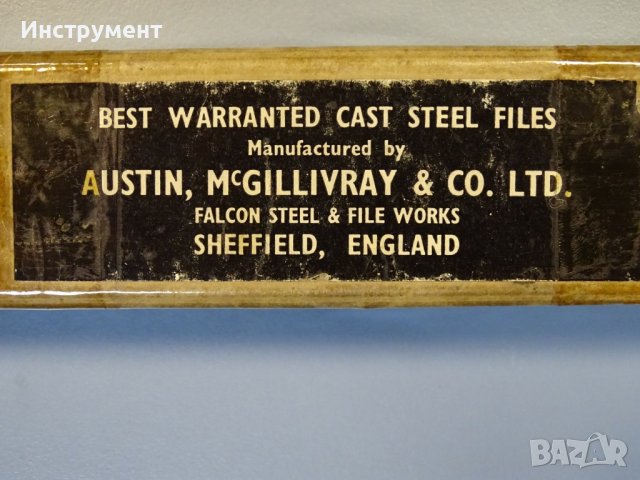 Инструмент
BEST WARRANTED CAST STEEL FILES
Manufactured by
AUSTIN, McGILLIVRAY & CO. LTD.
FALCON STEEL & FILE WORKS
SHEFFIELD, ENGLAND
BAZAR